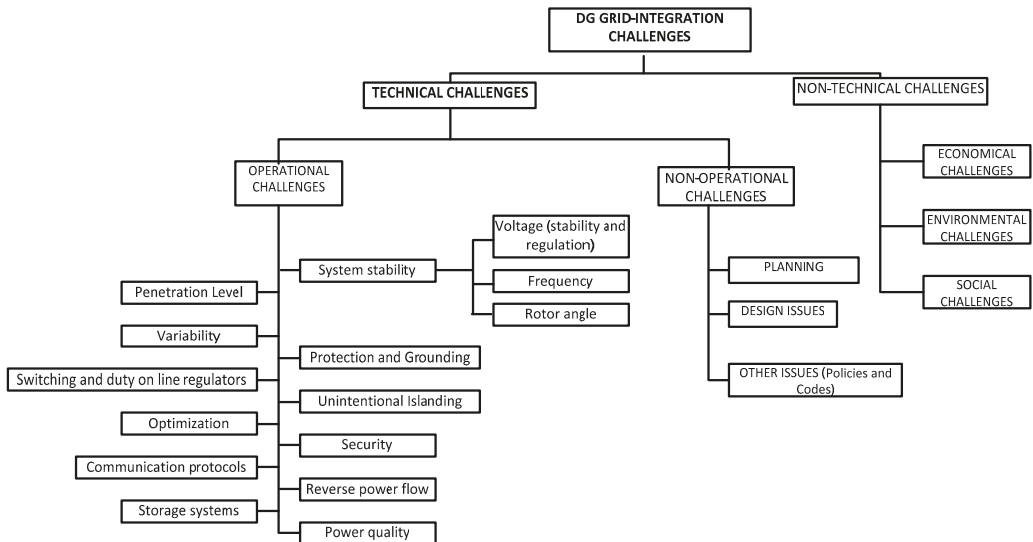 DG GRID-INTEGRATION
CHALLENGES
TECHNICAL CHALLENGES
NON-TECHNICAL CHALLENGES
OPERATIONAL
CHALLENGES
NON-OPERATIONAL
CHALLENGES
ECONOMICAL
CHALLENGES
ENVIRONMENTAL
CHALLENGES
SOCIAL
CHALLENGES
Voltage (stability and
regulation)
System stability
Frequency
Rotor angle
PLANNING
DESIGN ISSUES
OTHER ISSUES (Policies and
Codes)
Penetration Level
Variability
Protection and Grounding
Switching and duty on line regulators
Unintentional Islanding
Optimization
Security
Communication protocols
Reverse power flow
Storage systems
Power quality